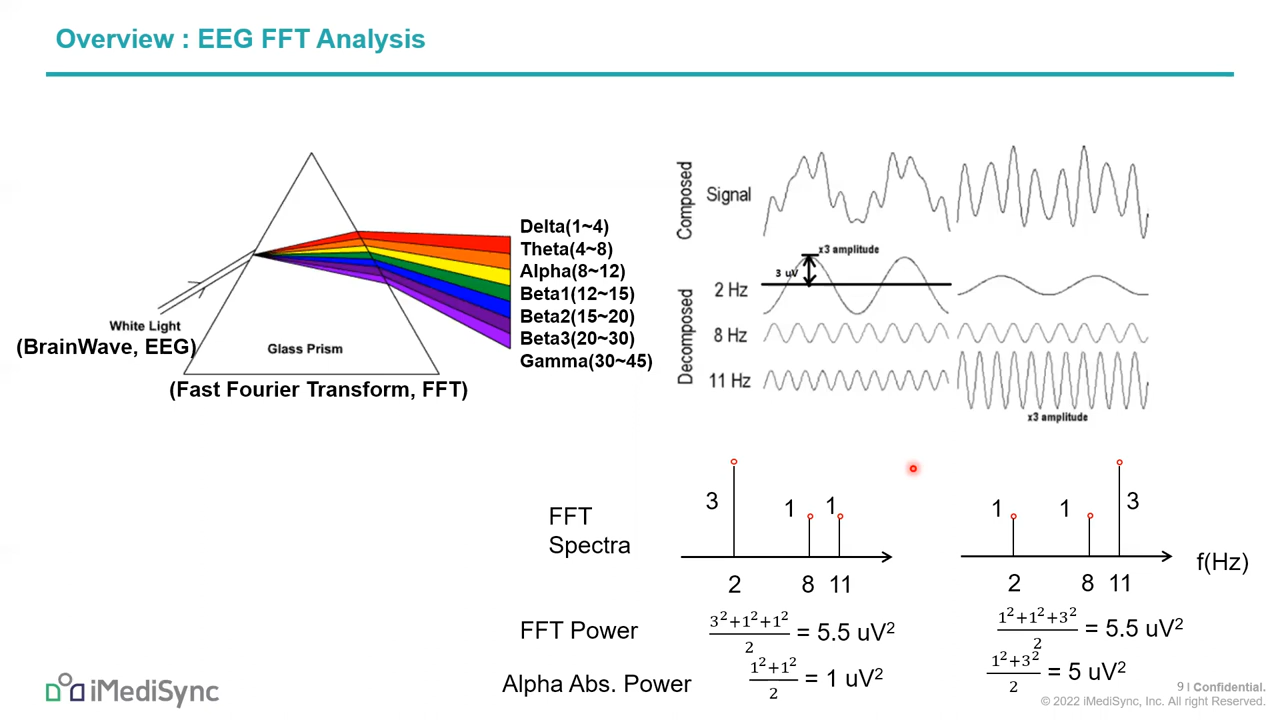 Overview : EEG FFT Analysis
White Light
(BrainWave, EEG)
Glass Prism
(Fast Fourier Transform, FFT)
Delta(1~4)
Theta(4~8)
Alpha(8~12)
Beta1(12~15)
Beta2(15~20)
Beta3(20~30)
Gamma(30~45)
Composed
Signal
Decomposed
x3 amplitude
3 uV
2 Hz
8 Hz
11 Hz
x3 amplitude
FFT
Spectra
3 1 1
2 8 11
1 1 3
2 8 11
f(Hz)
FFT Power
(3²+1²+1²)/2 = 5.5 uV²
(1²+1²+3²)/2 = 5.5 uV²
Alpha Abs. Power
(1²+1²)/2 = 1 uV²
(1²+3²)/2 = 5 uV²
iMediSync
9 | Confidential.
© 2022 iMediSync, Inc. All right Reserved.